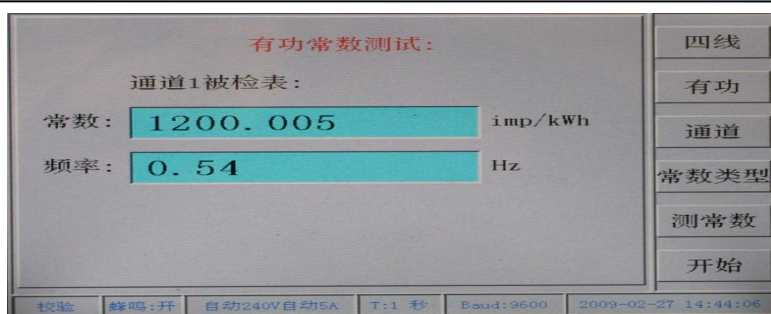 有功常数测试:
通道1被检表:
常数: 1200.005 imp/kWh
频率: 0.54 Hz
四线
有功
通道
常数类型
测常数
开始
校验 蜂鸣:开 自动240V自动5A T:1 秒 Baud:9600 2009-02-27 14:44:06